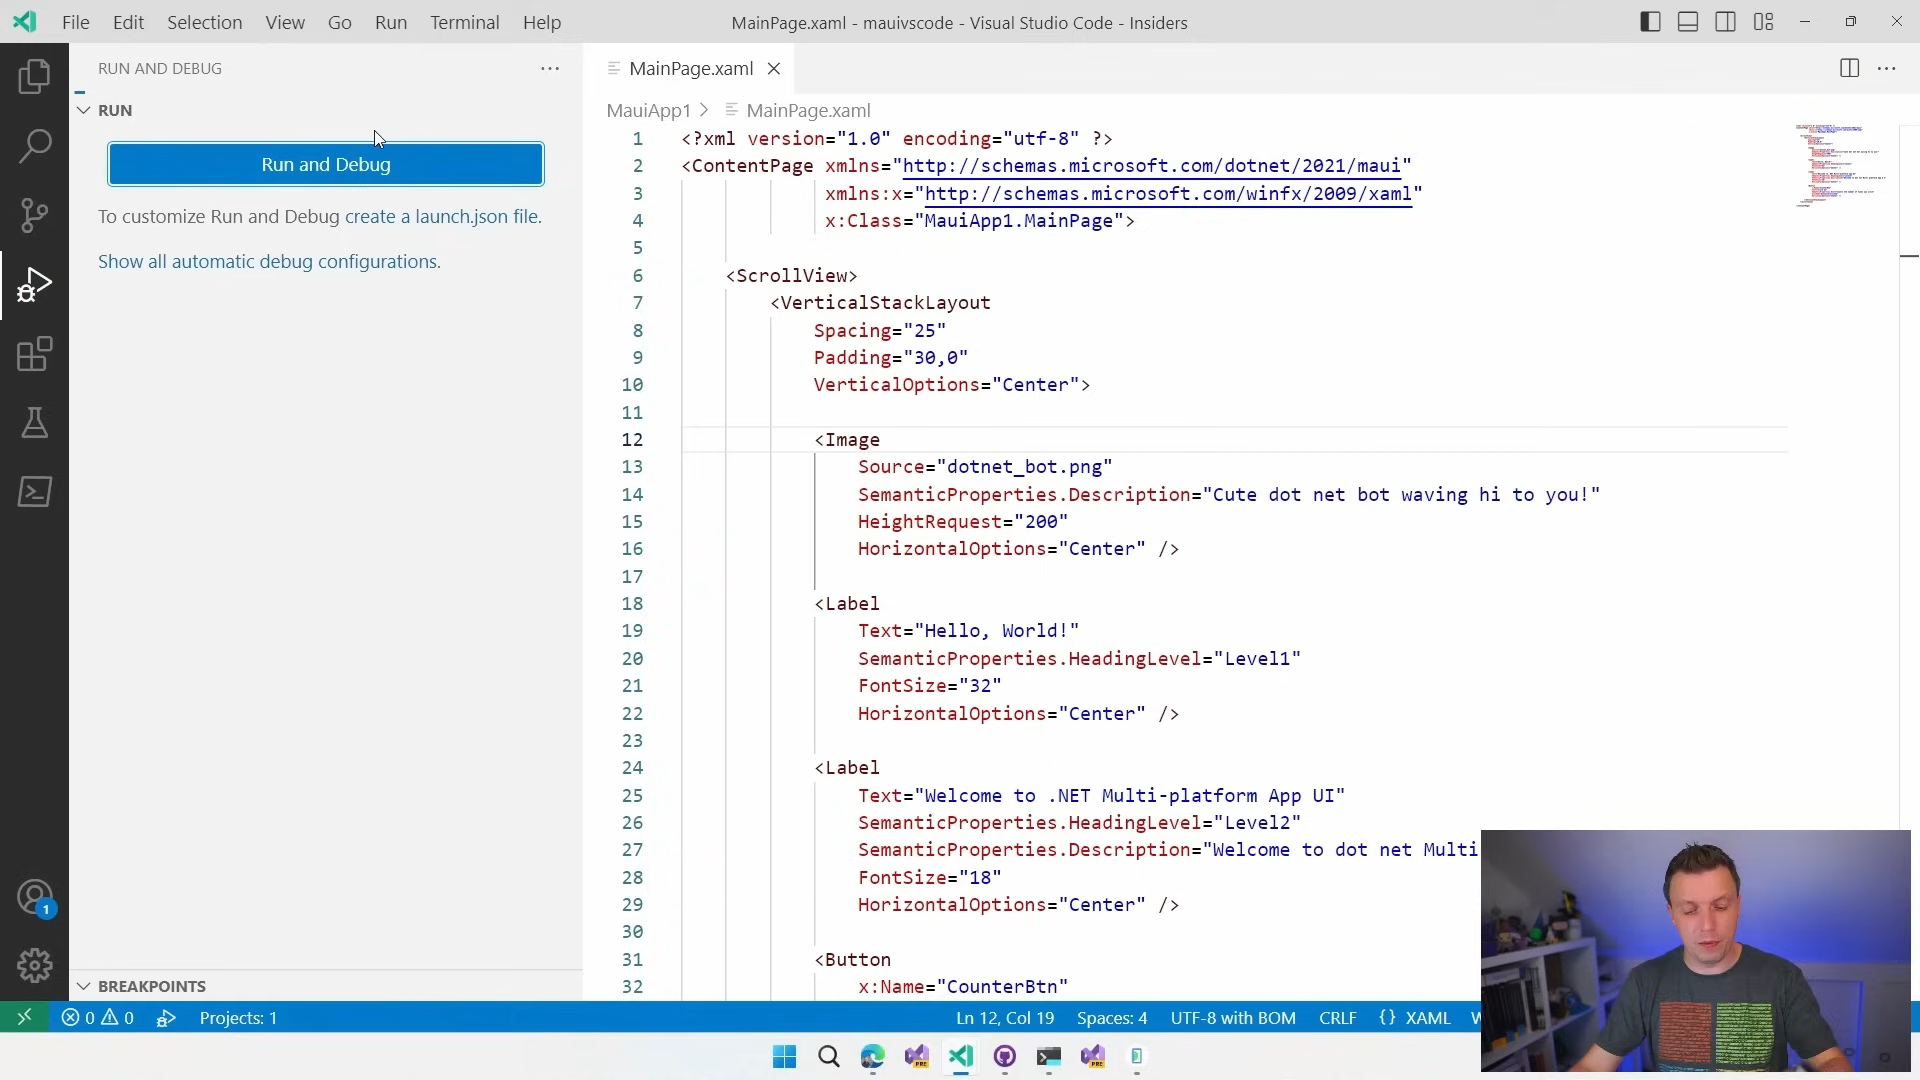 File Edit Selection View Go Run Terminal Help
MainPage.xaml - mauivscode - Visual Studio Code - Insiders
RUN AND DEBUG
RUN
Run and Debug
To customize Run and Debug create a launch.json file.
Show all automatic debug configurations.
BREAKPOINTS
MainPage.xaml
MauiApp1 > MainPage.xaml
1 <?xml version="1.0" encoding="utf-8" ?>
2 <ContentPage xmlns="http://schemas.microsoft.com/dotnet/2021/maui"
3 xmlns:x="http://schemas.microsoft.com/winfx/2009/xaml"
4 x:Class="MauiApp1.MainPage">
5
6 <ScrollView>
7 <VerticalStackLayout
8 Spacing="25"
9 Padding="30,0"
10 VerticalOptions="Center">
11
12 <Image
13 Source="dotnet_bot.png"
14 SemanticProperties.Description="Cute dot net bot waving hi to you!"
15 HeightRequest="200"
16 HorizontalOptions="Center" />
17
18 <Label
19 Text="Hello, World!"
20 SemanticProperties.HeadingLevel="Level1"
21 FontSize="32"
22 HorizontalOptions="Center" />
23
24 <Label
25 Text="Welcome to .NET Multi-platform App UI"
26 SemanticProperties.HeadingLevel="Level2"
27 SemanticProperties.Description="Welcome to dot net Multi
28 FontSize="18"
29 HorizontalOptions="Center" />
30
31 <Button
32 x:Name="CounterBtn"
1
0 0 Projects: 1 Ln 12, Col 19 Spaces: 4 UTF-8 with BOM CRLF {} XAML
PRE PRE